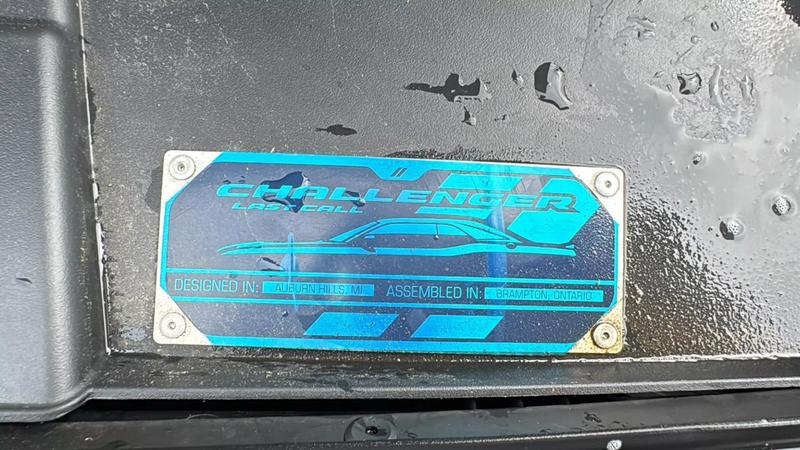 CHALLENGER
LAST CALL
DESIGNED IN: AUBURN HILLS, MI ASSEMBLED IN: BRAMPTON, ONTARIO